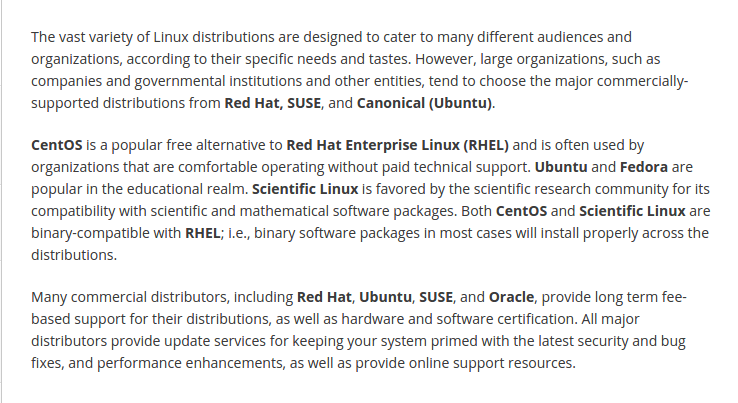 The vast variety of Linux distributions are designed to cater to many different audiences and
organizations, according to their specific needs and tastes. However, large organizations, such as
companies and governmental institutions and other entities, tend to choose the major commercially-
supported distributions from Red Hat, SUSE, and Canonical (Ubuntu).
CentOS is a popular free alternative to Red Hat Enterprise Linux (RHEL) and is often used by
organizations that are comfortable operating without paid technical support. Ubuntu and Fedora are
popular in the educational realm. Scientific Linux is favored by the scientific research community for its
compatibility with scientific and mathematical software packages. Both CentOS and Scientific Linux are
binary-compatible with RHEL; i.e., binary software packages in most cases will install properly across the
distributions.
Many commercial distributors, including Red Hat, Ubuntu, SUSE, and Oracle, provide long term fee-
based support for their distributions, as well as hardware and software certification. All major
distributors provide update services for keeping your system primed with the latest security and bug
fixes, and performance enhancements, as well as provide online support resources.